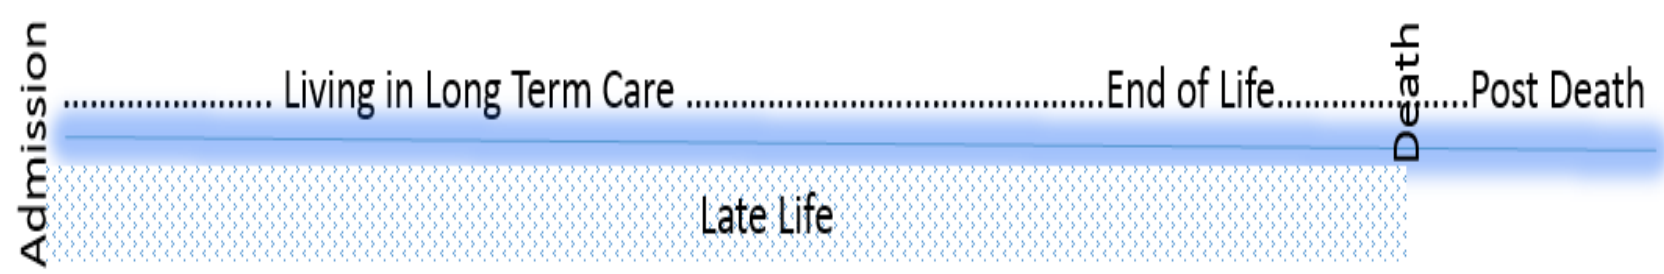 Admission
...................... Living in Long Term Care ............................................End of Life....................Post Death
Death
Late Life